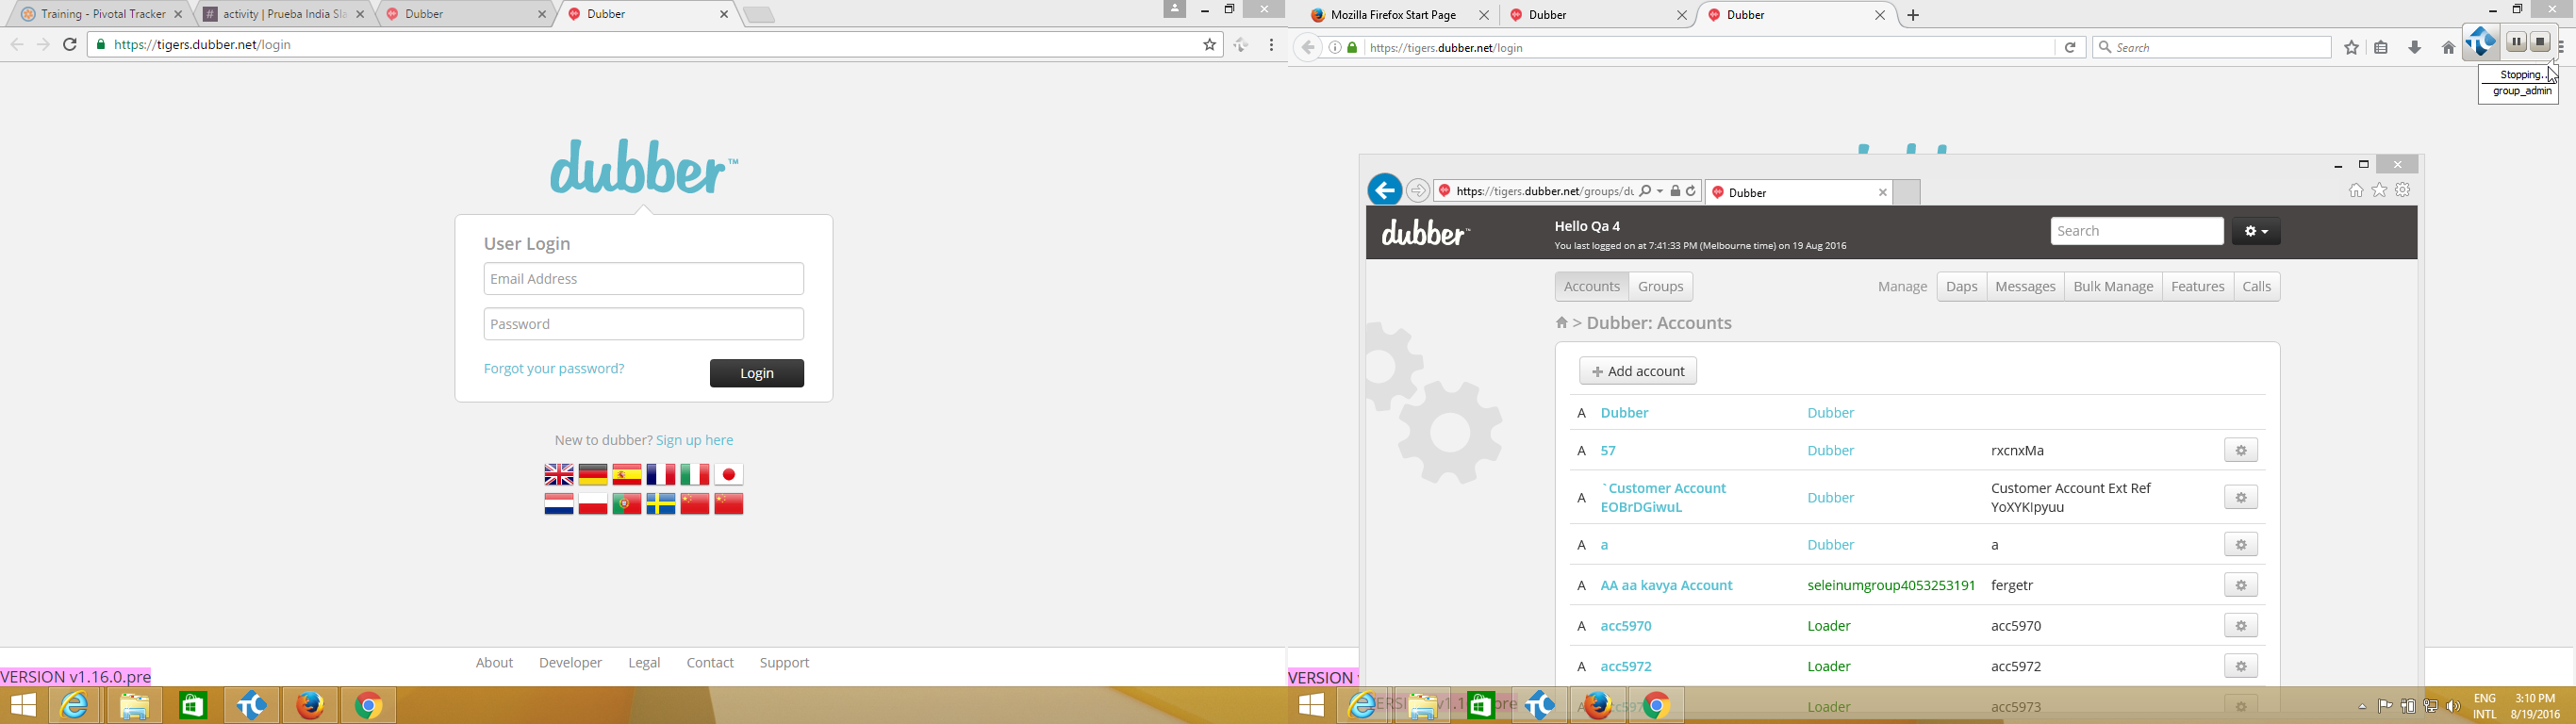 Training - Pivotal Tracker
activity | Prueba India Sla
Dubber
Dubber
https://tigers.dubber.net/login
dubber™
User Login
Email Address
Password
Forgot your password?
Login
New to dubber? Sign up here
About Developer Legal Contact Support
VERSION v1.16.0.pre
Mozilla Firefox Start Page
Dubber
Dubber
https://tigers.dubber.net/login
Search
Stopping..
group_admin
https://tigers.dubber.net/groups/du
Dubber
dubber™
Hello Qa 4
You last logged on at 7:41:33 PM (Melbourne time) on 19 Aug 2016
Search
Accounts Groups
Manage Daps Messages Bulk Manage Features Calls
> Dubber: Accounts
+ Add account
A Dubber Dubber
A 57 Dubber rxcnxMa
A `Customer Account EOBrDGiwuL Dubber Customer Account Ext Ref YoXYKIpyuu
A a Dubber a
A AA aa kavya Account seleinumgroup4053253191 fergetr
A acc5970 Loader acc5970
A acc5972 Loader acc5972
Loader acc5973
VERSION
ENG
INTL
3:10 PM
8/19/2016